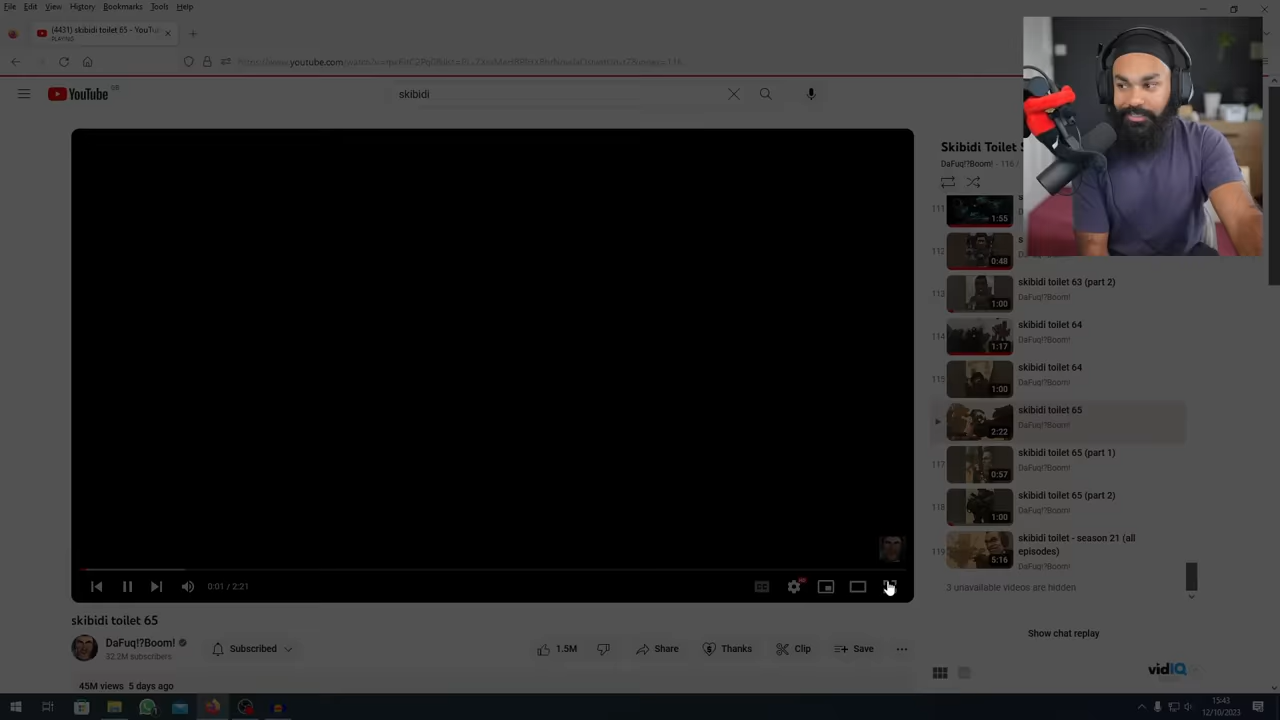 File Edit View History Bookmarks Tools Help
(4431) skibidi toilet 65 - YouTu
PLAYING
YouTube GB
skibidi
Skibidi Toilet
DaFuq!?Boom! - 116 /
111
1:55
112
0:48
113
1:00
skibidi toilet 63 (part 2)
DaFuq!?Boom!
114
1:17
skibidi toilet 64
DaFuq!?Boom!
115
1:00
skibidi toilet 64
DaFuq!?Boom!
2:22
skibidi toilet 65
DaFuq!?Boom!
117
0:57
skibidi toilet 65 (part 1)
DaFuq!?Boom!
118
1:00
skibidi toilet 65 (part 2)
DaFuq!?Boom!
119
5:16
skibidi toilet - season 21 (all
episodes)
DaFuq!?Boom!
3 unavailable videos are hidden
0:01 / 2:21
skibidi toilet 65
DaFuq!?Boom!
32.2M subscribers
Subscribed
1.5M
Share
Thanks
Clip
Save
Show chat replay
vidIQ
45M views 5 days ago
15:43
12/10/2023